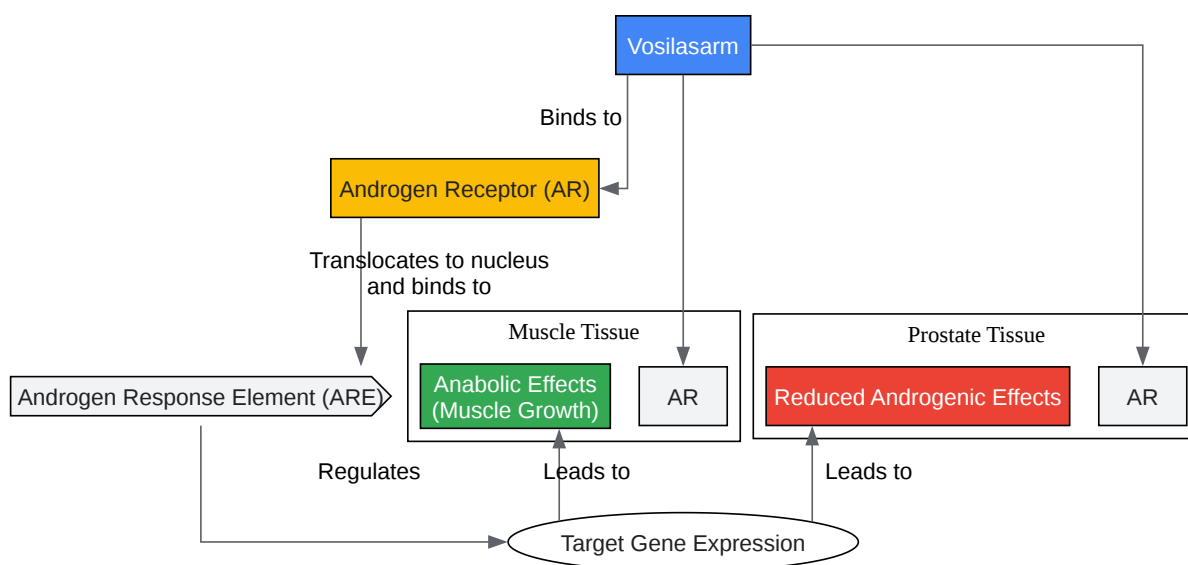 Vosilasarm
Binds to
Androgen Receptor (AR)
Translocates to nucleus
and binds to
Muscle Tissue
Prostate Tissue
Androgen Response Element (ARE)
Anabolic Effects
(Muscle Growth)
AR
Reduced Androgenic Effects
AR
Regulates
Leads to
Leads to
Target Gene Expression